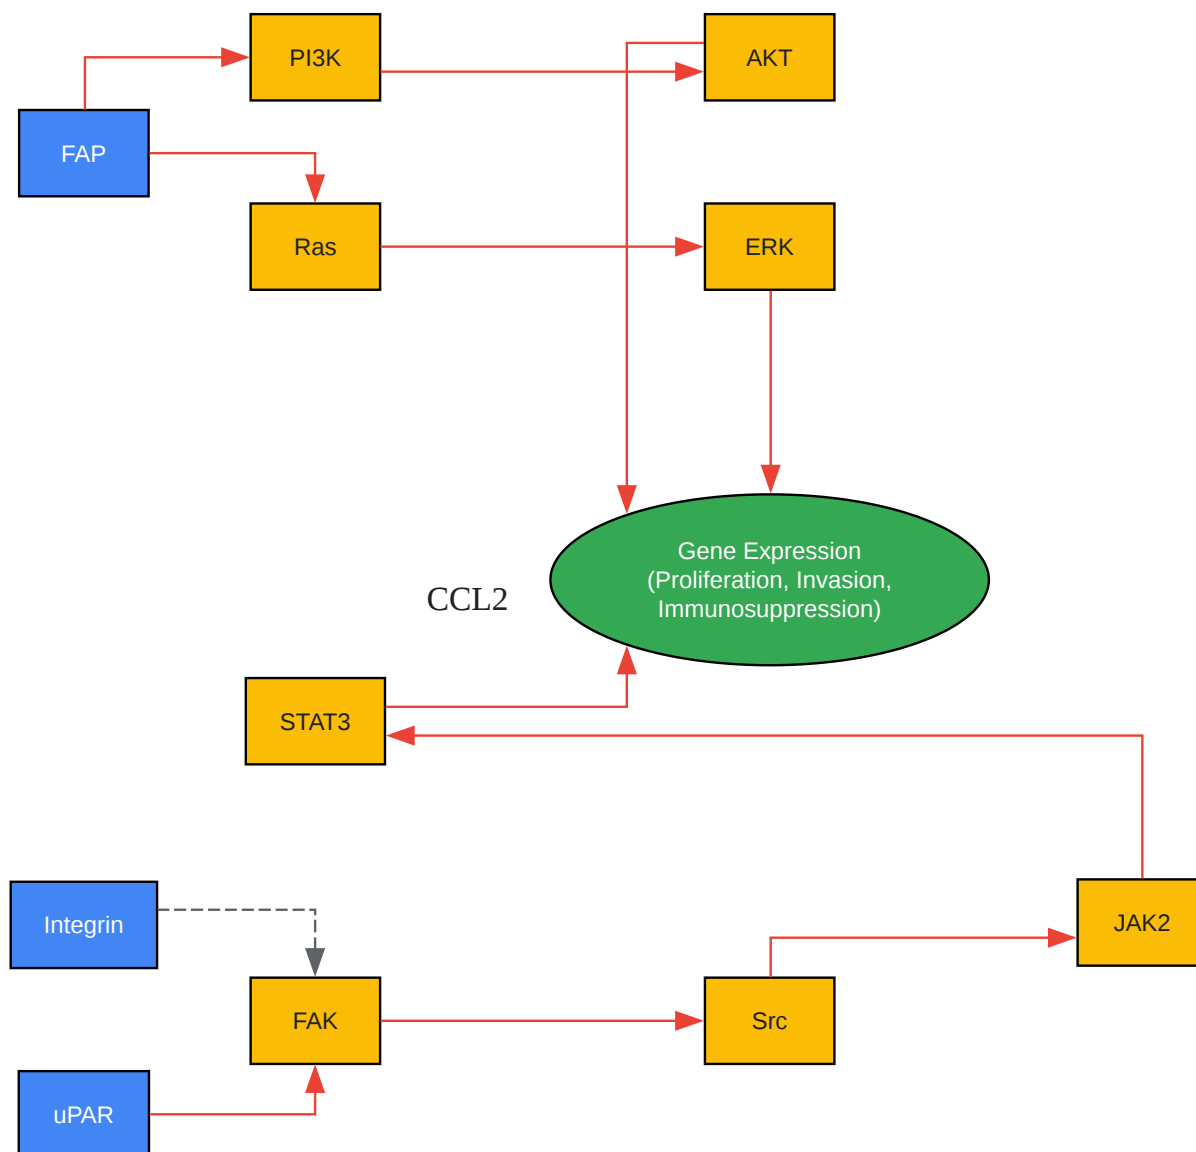 PI3K
AKT
FAP
Ras
ERK
Gene Expression
(Proliferation, Invasion,
Immunosuppression)
CCL2
STAT3
Integrin
JAK2
FAK
Src
uPAR